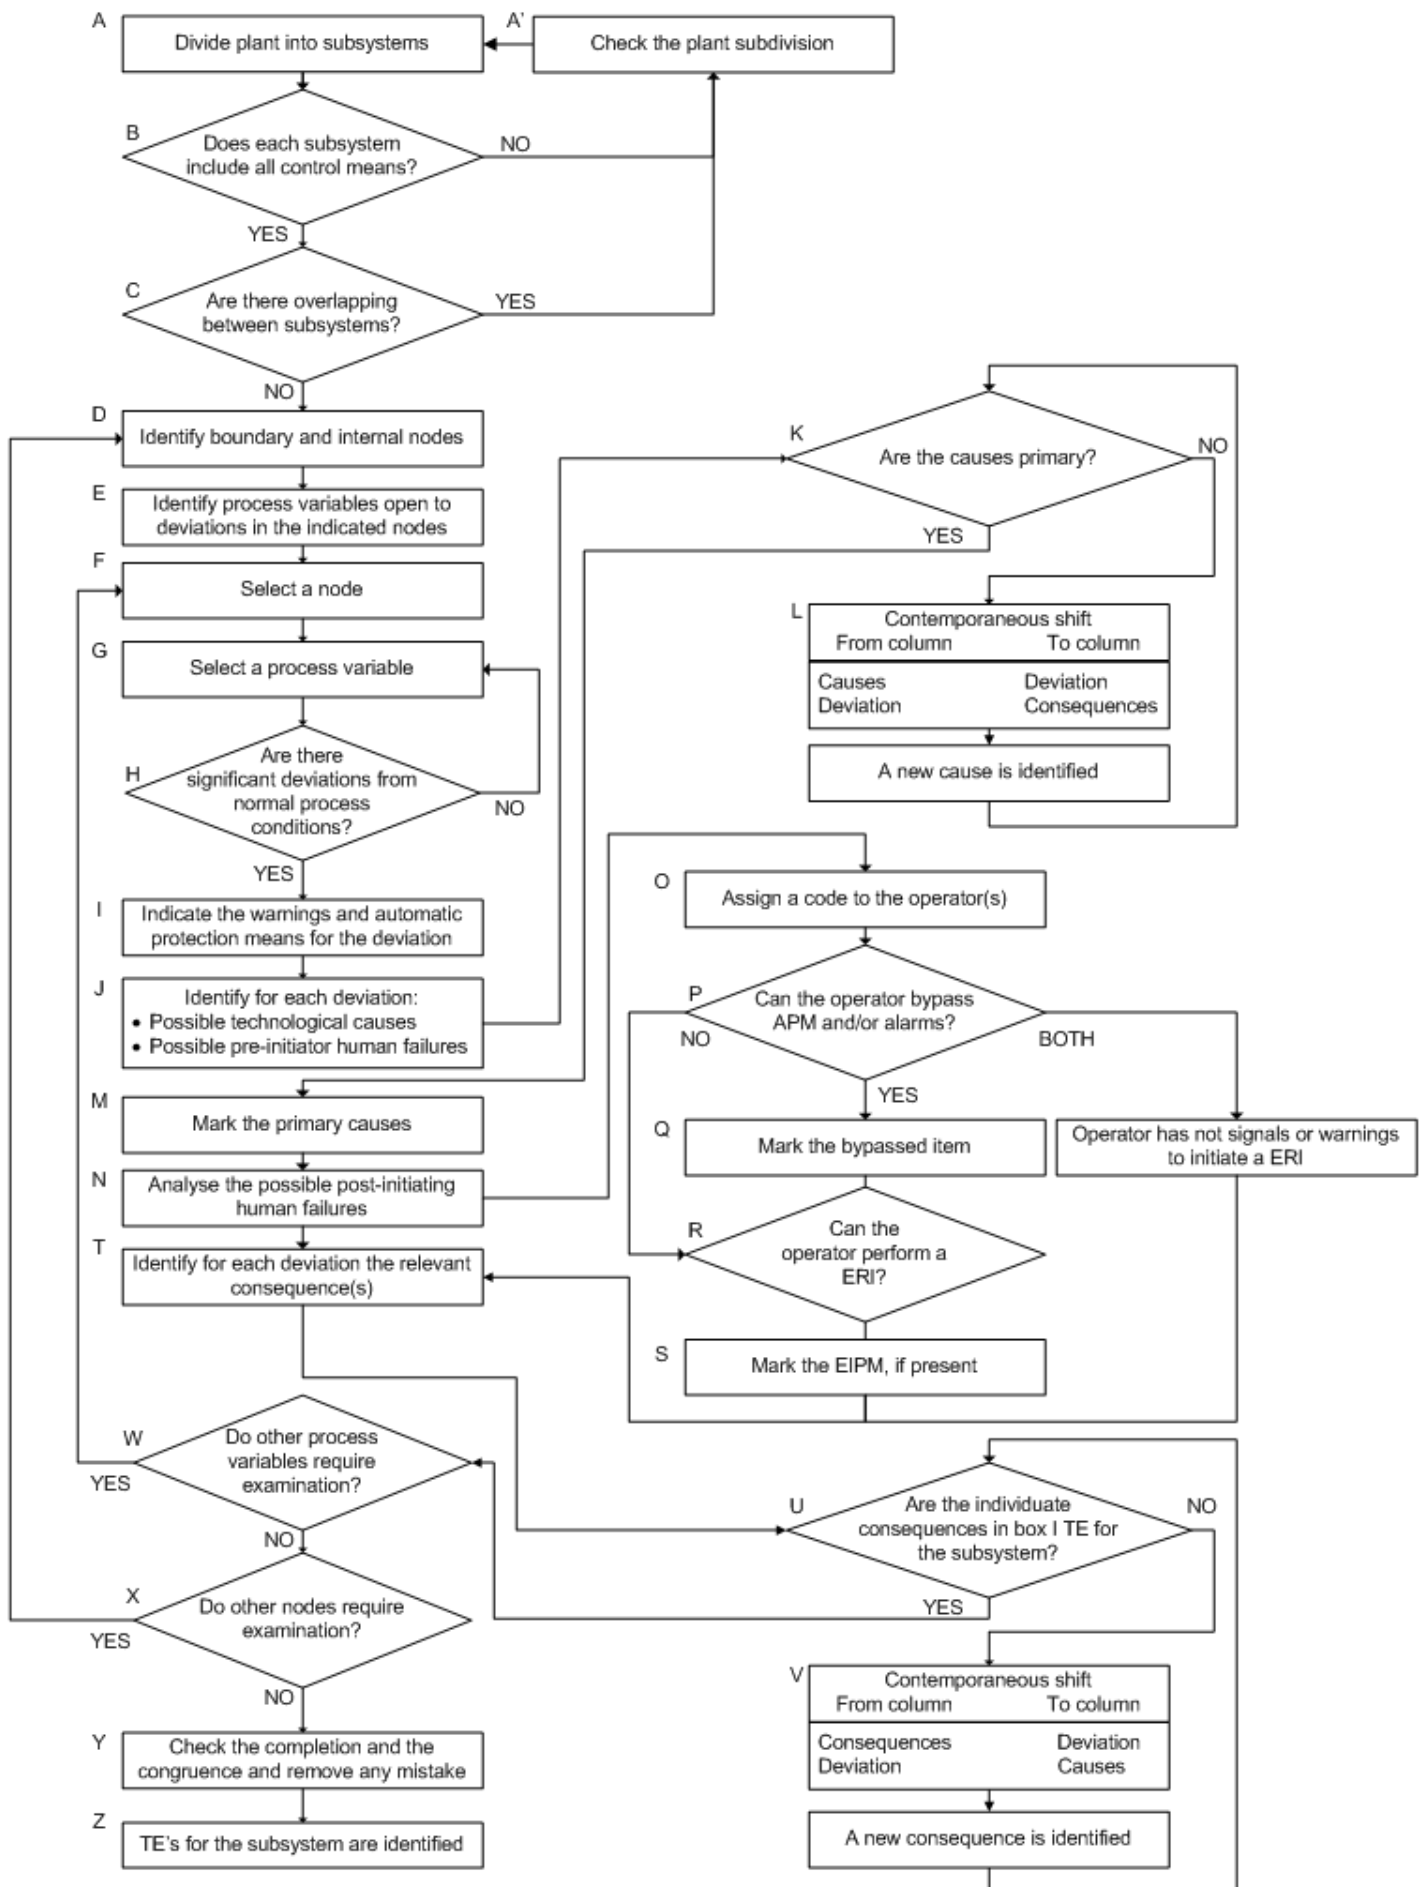 A
Divide plant into subsystems
A'
Check the plant subdivision
B
Does each subsystem
include all control means?
NO
YES
C
Are there overlapping
between subsystems?
YES
NO
D
Identify boundary and internal nodes
E
Identify process variables open to
deviations in the indicated nodes
F
Select a node
G
Select a process variable
H
Are there
significant deviations from
normal process
conditions?
NO
YES
I
Indicate the warnings and automatic
protection means for the deviation
J
Identify for each deviation:
• Possible technological causes
• Possible pre-initiator human failures
K
Are the causes primary?
NO
YES
L
Contemporaneous shift
From column To column
Causes Deviation
Deviation Consequences
A new cause is identified
M
Mark the primary causes
N
Analyse the possible post-initiating
human failures
O
Assign a code to the operator(s)
P
Can the operator bypass
APM and/or alarms?
NO
BOTH
YES
Q
Mark the bypassed item
Operator has not signals or warnings
to initiate a ERI
R
Can the
operator perform a
ERI?
S
Mark the EIPM, if present
T
Identify for each deviation the relevant
consequence(s)
U
Are the individuate
consequences in box I TE for
the subsystem?
NO
YES
V
Contemporaneous shift
From column To column
Consequences Deviation
Deviation Causes
A new consequence is identified
W
Do other process
variables require
examination?
YES
NO
X
Do other nodes require
examination?
YES
NO
Y
Check the completion and the
congruence and remove any mistake
Z
TE's for the subsystem are identified